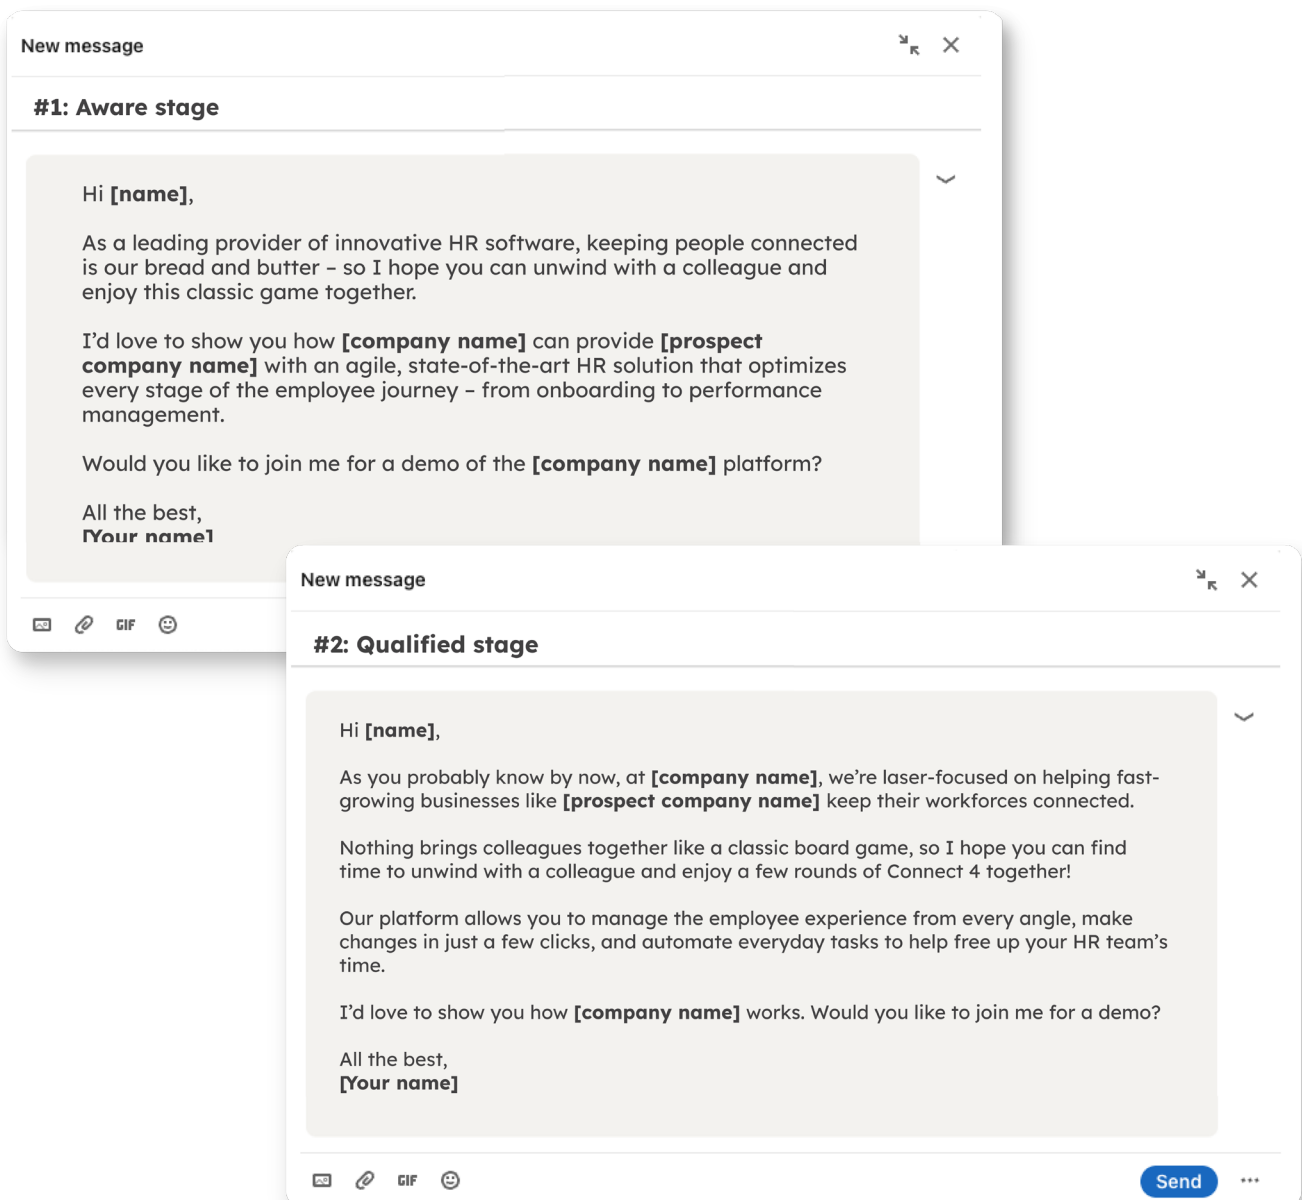 New message
#1: Aware stage
Hi [name],
As a leading provider of innovative HR software, keeping people connected
is our bread and butter – so I hope you can unwind with a colleague and
enjoy this classic game together.
I’d love to show you how [company name] can provide [prospect
company name] with an agile, state-of-the-art HR solution that optimizes
every stage of the employee journey – from onboarding to performance
management.
Would you like to join me for a demo of the [company name] platform?
All the best,
[Your name]
GIF
New message
#2: Qualified stage
Hi [name],
As you probably know by now, at [company name], we’re laser-focused on helping fast-
growing businesses like [prospect company name] keep their workforces connected.
Nothing brings colleagues together like a classic board game, so I hope you can find
time to unwind with a colleague and enjoy a few rounds of Connect 4 together!
Our platform allows you to manage the employee experience from every angle, make
changes in just a few clicks, and automate everyday tasks to help free up your HR team’s
time.
I’d love to show you how [company name] works. Would you like to join me for a demo?
All the best,
[Your name]
GIF
Send